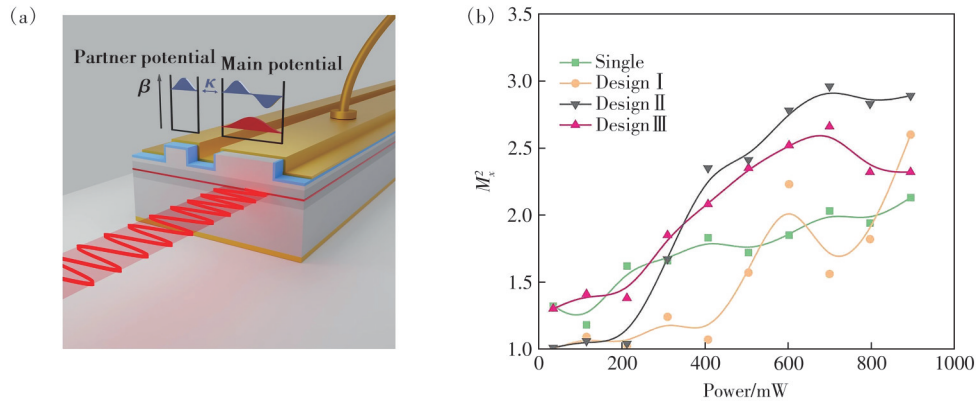 (a)
Partner potential
Main potential
β
κ
(b)
3.5
3.0
2.5
2.0
1.5
1.0
M²ₓ
Single
Design Ⅰ
Design Ⅱ
Design Ⅲ
0 200 400 600 800 1000
Power/mW